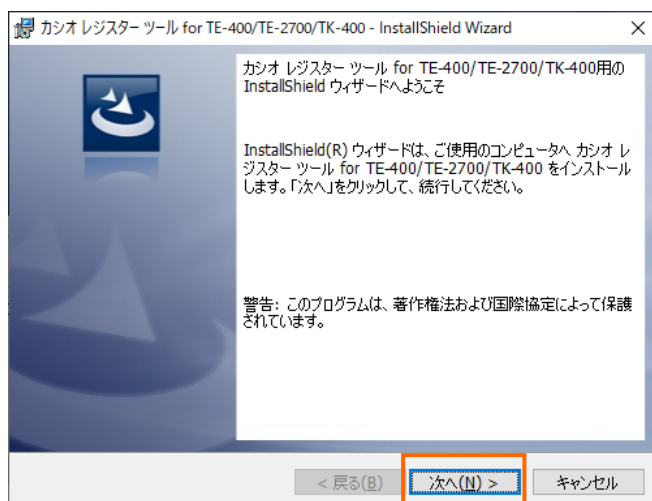 カシオ レジスター ツール for TE-400/TE-2700/TK-400 - InstallShield Wizard
カシオ レジスター ツール for TE-400/TE-2700/TK-400用の
InstallShield ウィザードへようこそ
InstallShield(R) ウィザードは、ご使用のコンピュータへ カシオ レ
ジスター ツール for TE-400/TE-2700/TK-400 をインストール
します。「次へ」をクリックして、続行してください。
警告: このプログラムは、著作権法および国際協定によって保護
されています。
< 戻る(B)
次へ(N) >
キャンセル